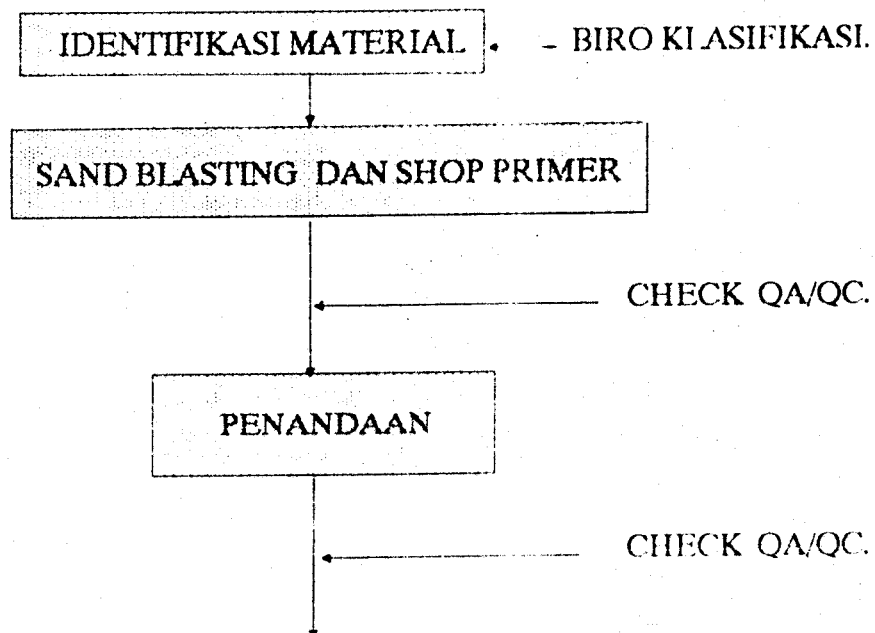 IDENTIFIKASI MATERIAL
- BIRO KLASIFIKASI.
SAND BLASTING DAN SHOP PRIMER
CHECK QA/QC.
PENANDAAN
CHECK QA/QC.